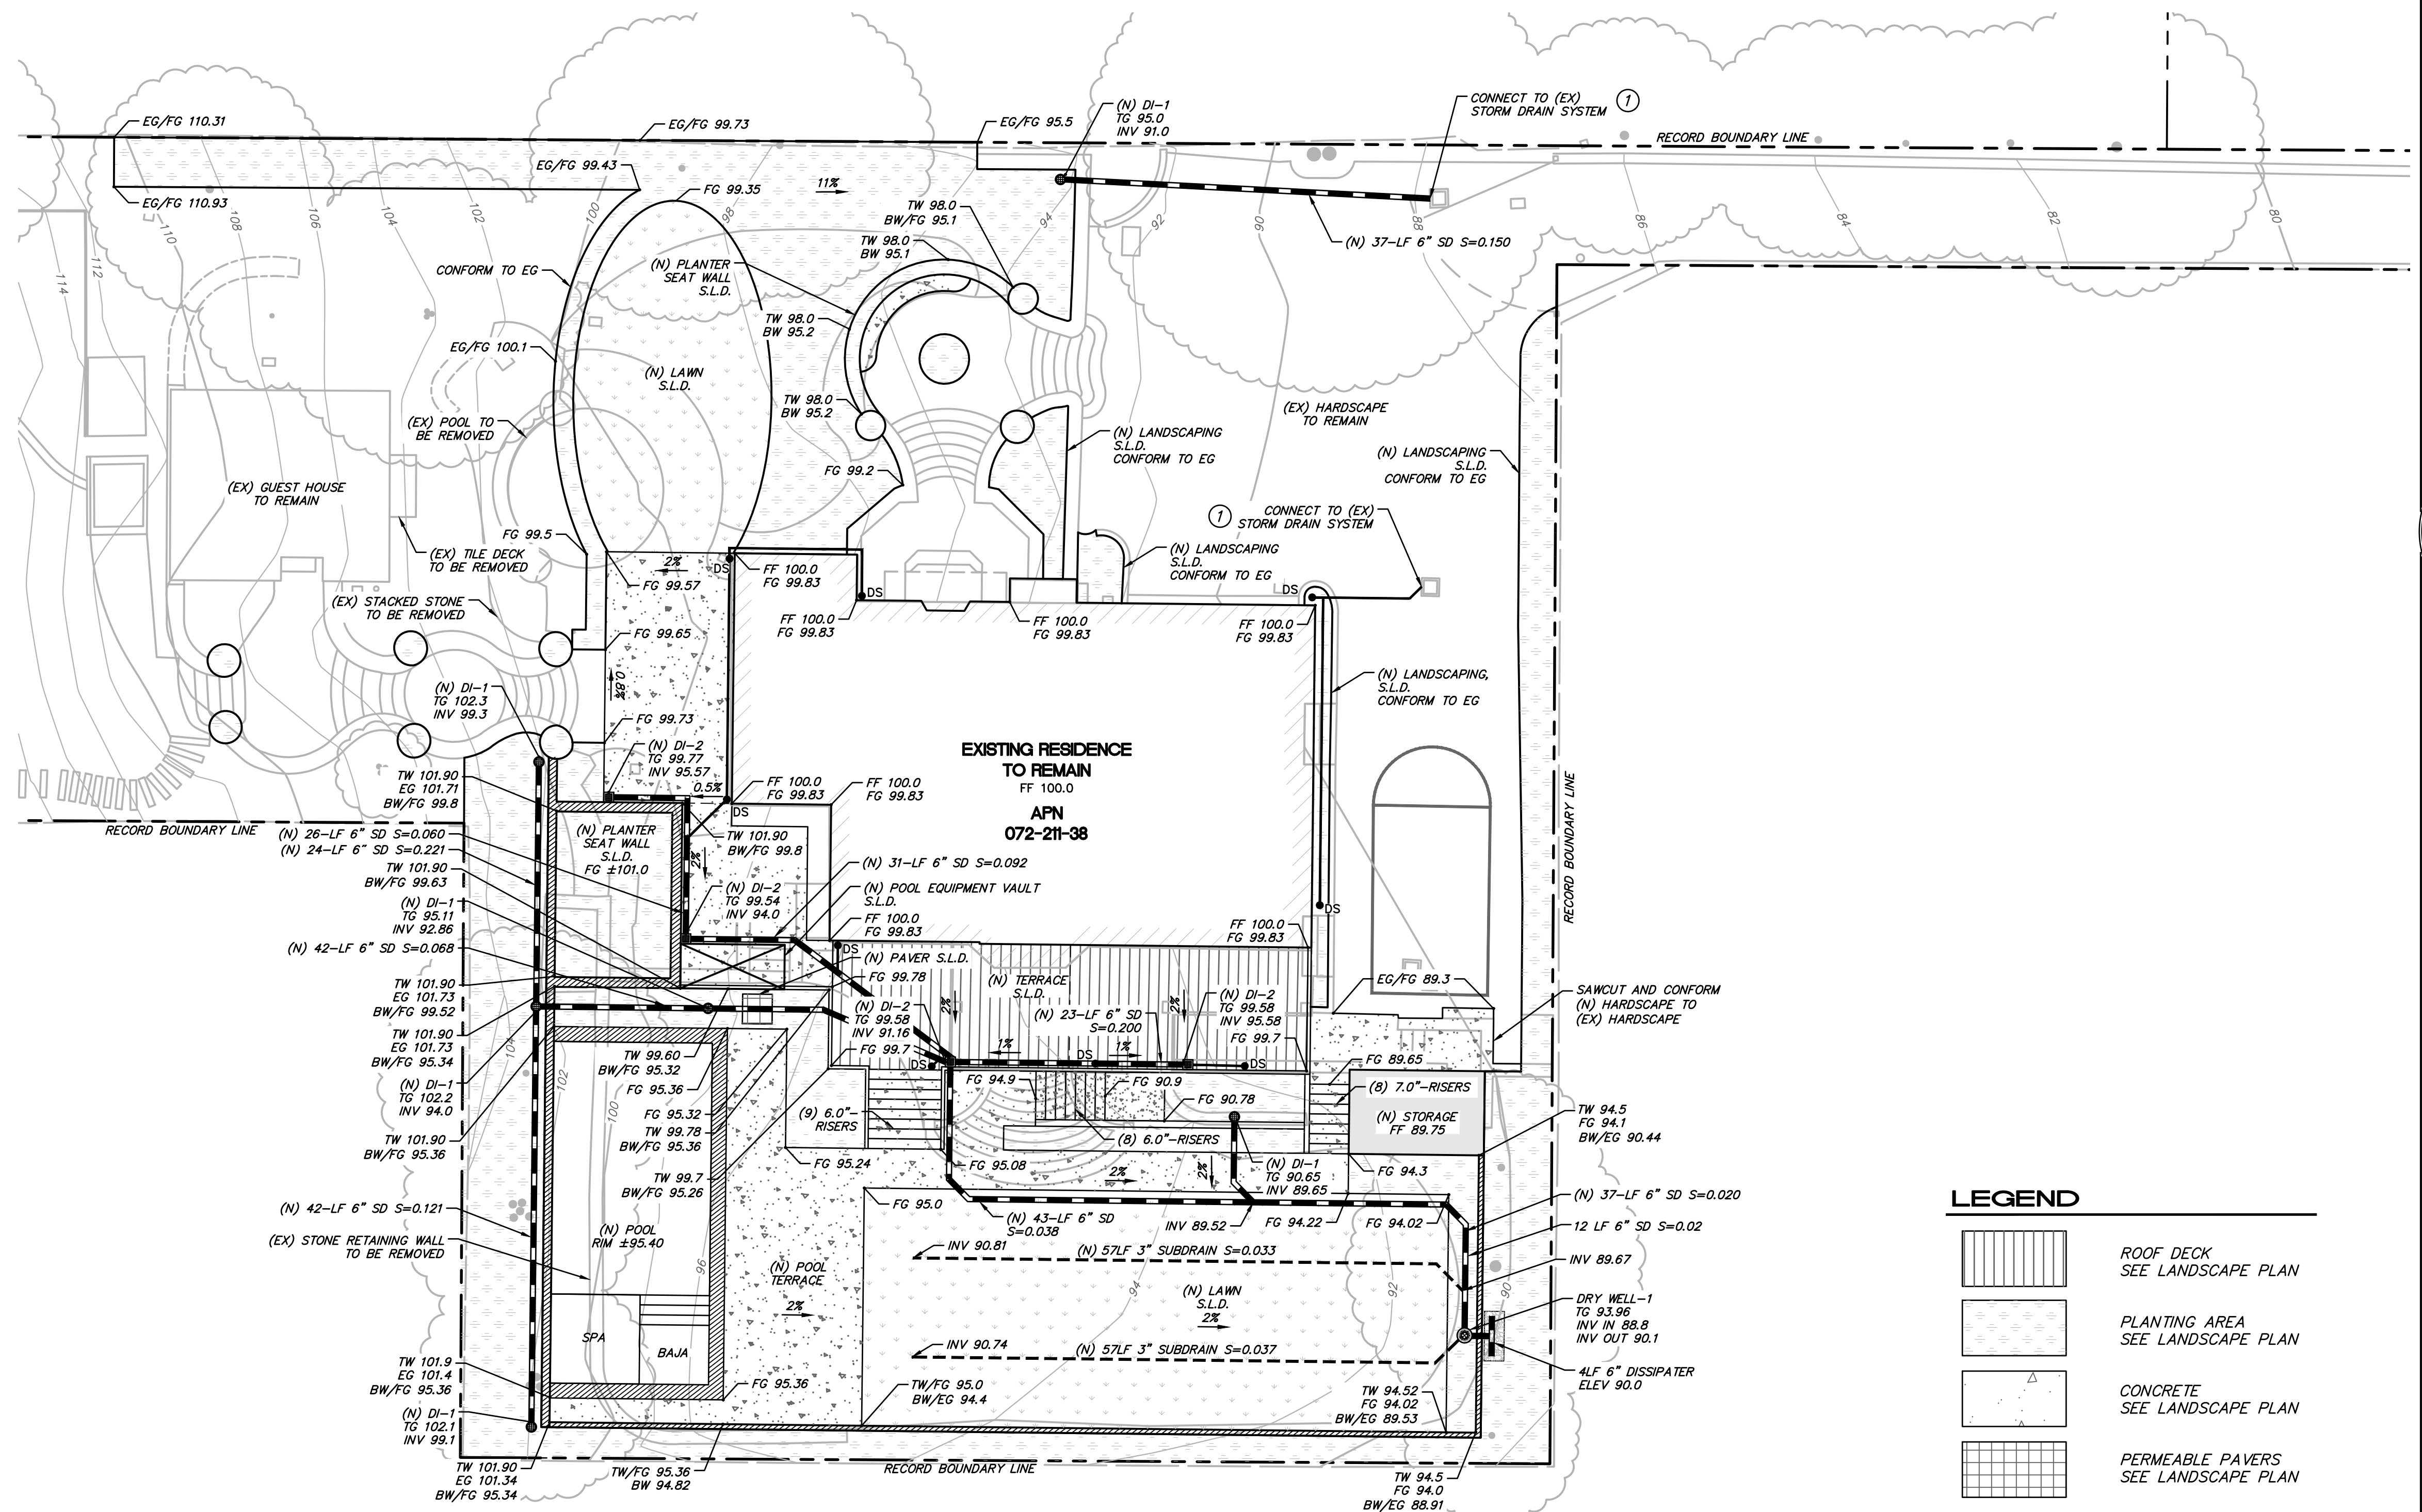 EG/FG 110.31
EG/FG 99.73
EG/FG 95.5
(N) DI-1
TG 95.0
INV 91.0
CONNECT TO (EX)
STORM DRAIN SYSTEM
1
RECORD BOUNDARY LINE
EG/FG 99.43
EG/FG 110.93
FG 99.35
11%
TW 98.0
BW/FG 95.1
TW 98.0
BW 95.1
(N) 37-LF 6" SD S=0.150
114
112
110
108
106
104
102
100
98
94
92
90
88
86
84
82
80
CONFORM TO EG
(N) PLANTER
SEAT WALL
S.L.D.
TW 98.0
BW 95.2
EG/FG 100.1
(N) LAWN
S.L.D.
TW 98.0
BW 95.2
(EX) POOL TO
BE REMOVED
(EX) HARDSCAPE
TO REMAIN
(N) LANDSCAPING
S.L.D.
CONFORM TO EG
(N) LANDSCAPING
S.L.D.
CONFORM TO EG
FG 99.2
(EX) GUEST HOUSE
TO REMAIN
1
CONNECT TO (EX)
STORM DRAIN SYSTEM
FG 99.5
(EX) TILE DECK
TO BE REMOVED
(N) LANDSCAPING
S.L.D.
CONFORM TO EG
2%
DS
FF 100.0
FG 99.83
FG 99.57
DS
DS
(EX) STACKED STONE
TO BE REMOVED
FF 100.0
FG 99.83
FF 100.0
FG 99.83
FF 100.0
FG 99.83
FG 99.65
0.8%
(N) LANDSCAPING,
S.L.D.
CONFORM TO EG
(N) DI-1
TG 102.3
INV 99.3
FG 99.73
(N) DI-2
TG 99.77
INV 95.57
EXISTING RESIDENCE
TO REMAIN
FF 100.0
APN
072-211-38
RECORD BOUNDARY LINE
TW 101.90
EG 101.71
BW/FG 99.8
0.5%
FF 100.0
FG 99.83
FF 100.0
FG 99.83
DS
RECORD BOUNDARY LINE
(N) 26-LF 6" SD S=0.060
(N) 24-LF 6" SD S=0.221
(N) PLANTER
SEAT WALL
S.L.D.
FG ±101.0
TW 101.90
BW/FG 99.8
2%
(N) 31-LF 6" SD S=0.092
TW 101.90
BW/FG 99.63
(N) DI-2
TG 99.54
INV 94.0
(N) POOL EQUIPMENT VAULT
S.L.D.
(N) DI-1
TG 95.11
INV 92.86
FF 100.0
FG 99.83
FF 100.0
FG 99.83
DS
(N) 42-LF 6" SD S=0.068
DS
(N) PAVER S.L.D.
FG 99.78
(N) TERRACE
S.L.D.
EG/FG 89.3
SAWCUT AND CONFORM
(N) HARDSCAPE TO
(EX) HARDSCAPE
TW 101.90
EG 101.73
BW/FG 99.52
(N) DI-2
TG 99.58
INV 91.16
2%
2%
(N) DI-2
TG 99.58
INV 95.58
(N) 23-LF 6" SD
S=0.200
TW 101.90
EG 101.73
BW/FG 95.34
104
102
100
96
TW 99.60
BW/FG 95.32
FG 99.7
1%
DS
1%
FG 99.7
DS
DS
FG 89.65
(N) DI-1
TG 102.2
INV 94.0
FG 95.36
FG 94.9
FG 90.9
(8) 7.0"-RISERS
FG 95.32
(9) 6.0"-
RISERS
FG 90.78
(N) STORAGE
FF 89.75
TW 94.5
FG 94.1
BW/EG 90.44
TW 101.90
BW/FG 95.36
TW 99.78
BW/FG 95.36
(8) 6.0"-RISERS
FG 95.24
FG 95.08
2%
2%
(N) DI-1
TG 90.65
INV 89.65
FG 94.3
TW 99.7
BW/FG 95.26
(N) 42-LF 6" SD S=0.121
FG 95.0
(N) 43-LF 6" SD
S=0.038
INV 89.52
FG 94.22
FG 94.02
(N) 37-LF 6" SD S=0.020
12 LF 6" SD S=0.02
(EX) STONE RETAINING WALL
TO BE REMOVED
(N) POOL
RIM ±95.40
INV 90.81
(N) 57LF 3" SUBDRAIN S=0.033
INV 89.67
(N) POOL
TERRACE
2%
94
92
90
(N) LAWN
S.L.D.
2%
DRY WELL-1
TG 93.96
INV IN 88.8
INV OUT 90.1
SPA
BAJA
INV 90.74
(N) 57LF 3" SUBDRAIN S=0.037
4LF 6" DISSIPATER
ELEV 90.0
TW 101.9
EG 101.4
BW/FG 95.36
FG 95.36
TW/FG 95.0
BW/EG 94.4
TW 94.52
FG 94.02
BW/EG 89.53
(N) DI-1
TG 102.1
INV 99.1
TW 101.90
EG 101.34
BW/FG 95.34
TW/FG 95.36
BW 94.82
RECORD BOUNDARY LINE
TW 94.5
FG 94.0
BW/EG 88.91
LEGEND
ROOF DECK
SEE LANDSCAPE PLAN
PLANTING AREA
SEE LANDSCAPE PLAN
CONCRETE
SEE LANDSCAPE PLAN
PERMEABLE PAVERS
SEE LANDSCAPE PLAN